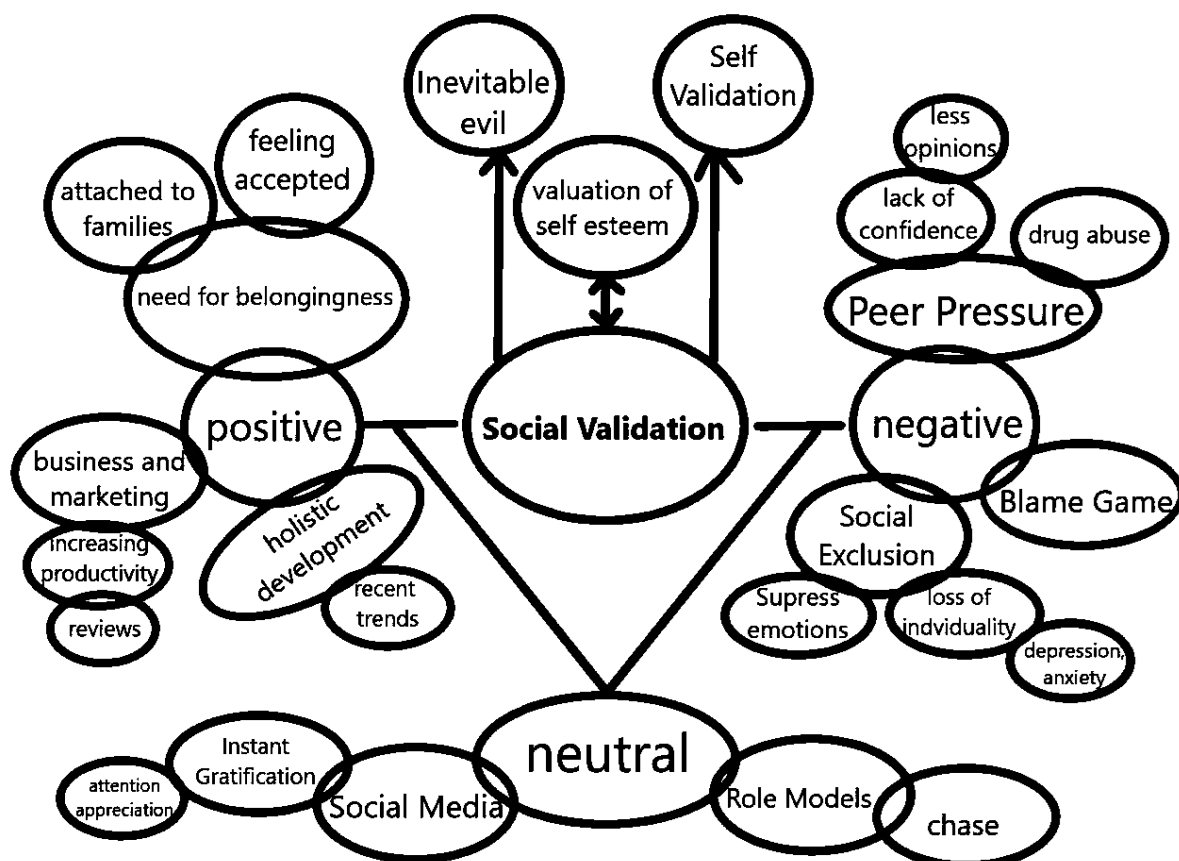 Inevitable
evil
Self
Validation
feeling
accepted
attached to
families
valuation of
self esteem
less
opinions
lack of
confidence
drug abuse
need for belongingness
Peer Pressure
positive
Social Validation
negative
business and
marketing
holistic
development
Social
Exclusion
Blame Game
increasing
productivity
recent
trends
reviews
Supress
emotions
loss of
indviduality
depression,
anxiety
neutral
Instant
Gratification
attention
appreciation
Social Media
Role Models
chase